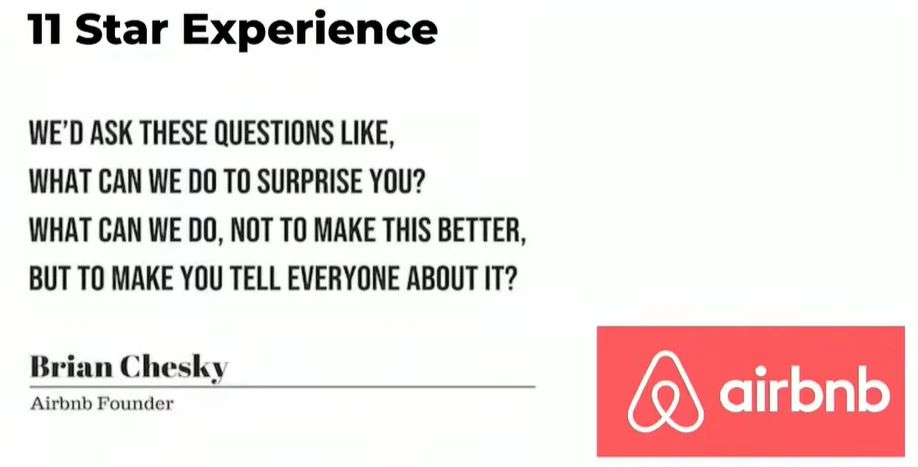 11 Star Experience
WE'D ASK THESE QUESTIONS LIKE,
WHAT CAN WE DO TO SURPRISE YOU?
WHAT CAN WE DO, NOT TO MAKE THIS BETTER,
BUT TO MAKE YOU TELL EVERYONE ABOUT IT?
Brian Chesky
Airbnb Founder
airbnb